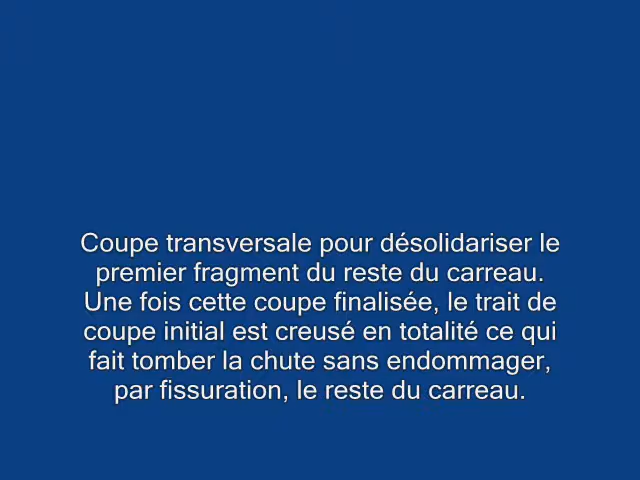 Coupe transversale pour désolidariser le
premier fragment du reste du carreau.
Une fois cette coupe finalisée, le trait de
coupe initial est creusé en totalité ce qui
fait tomber la chute sans endommager,
par fissuration, le reste du carreau.